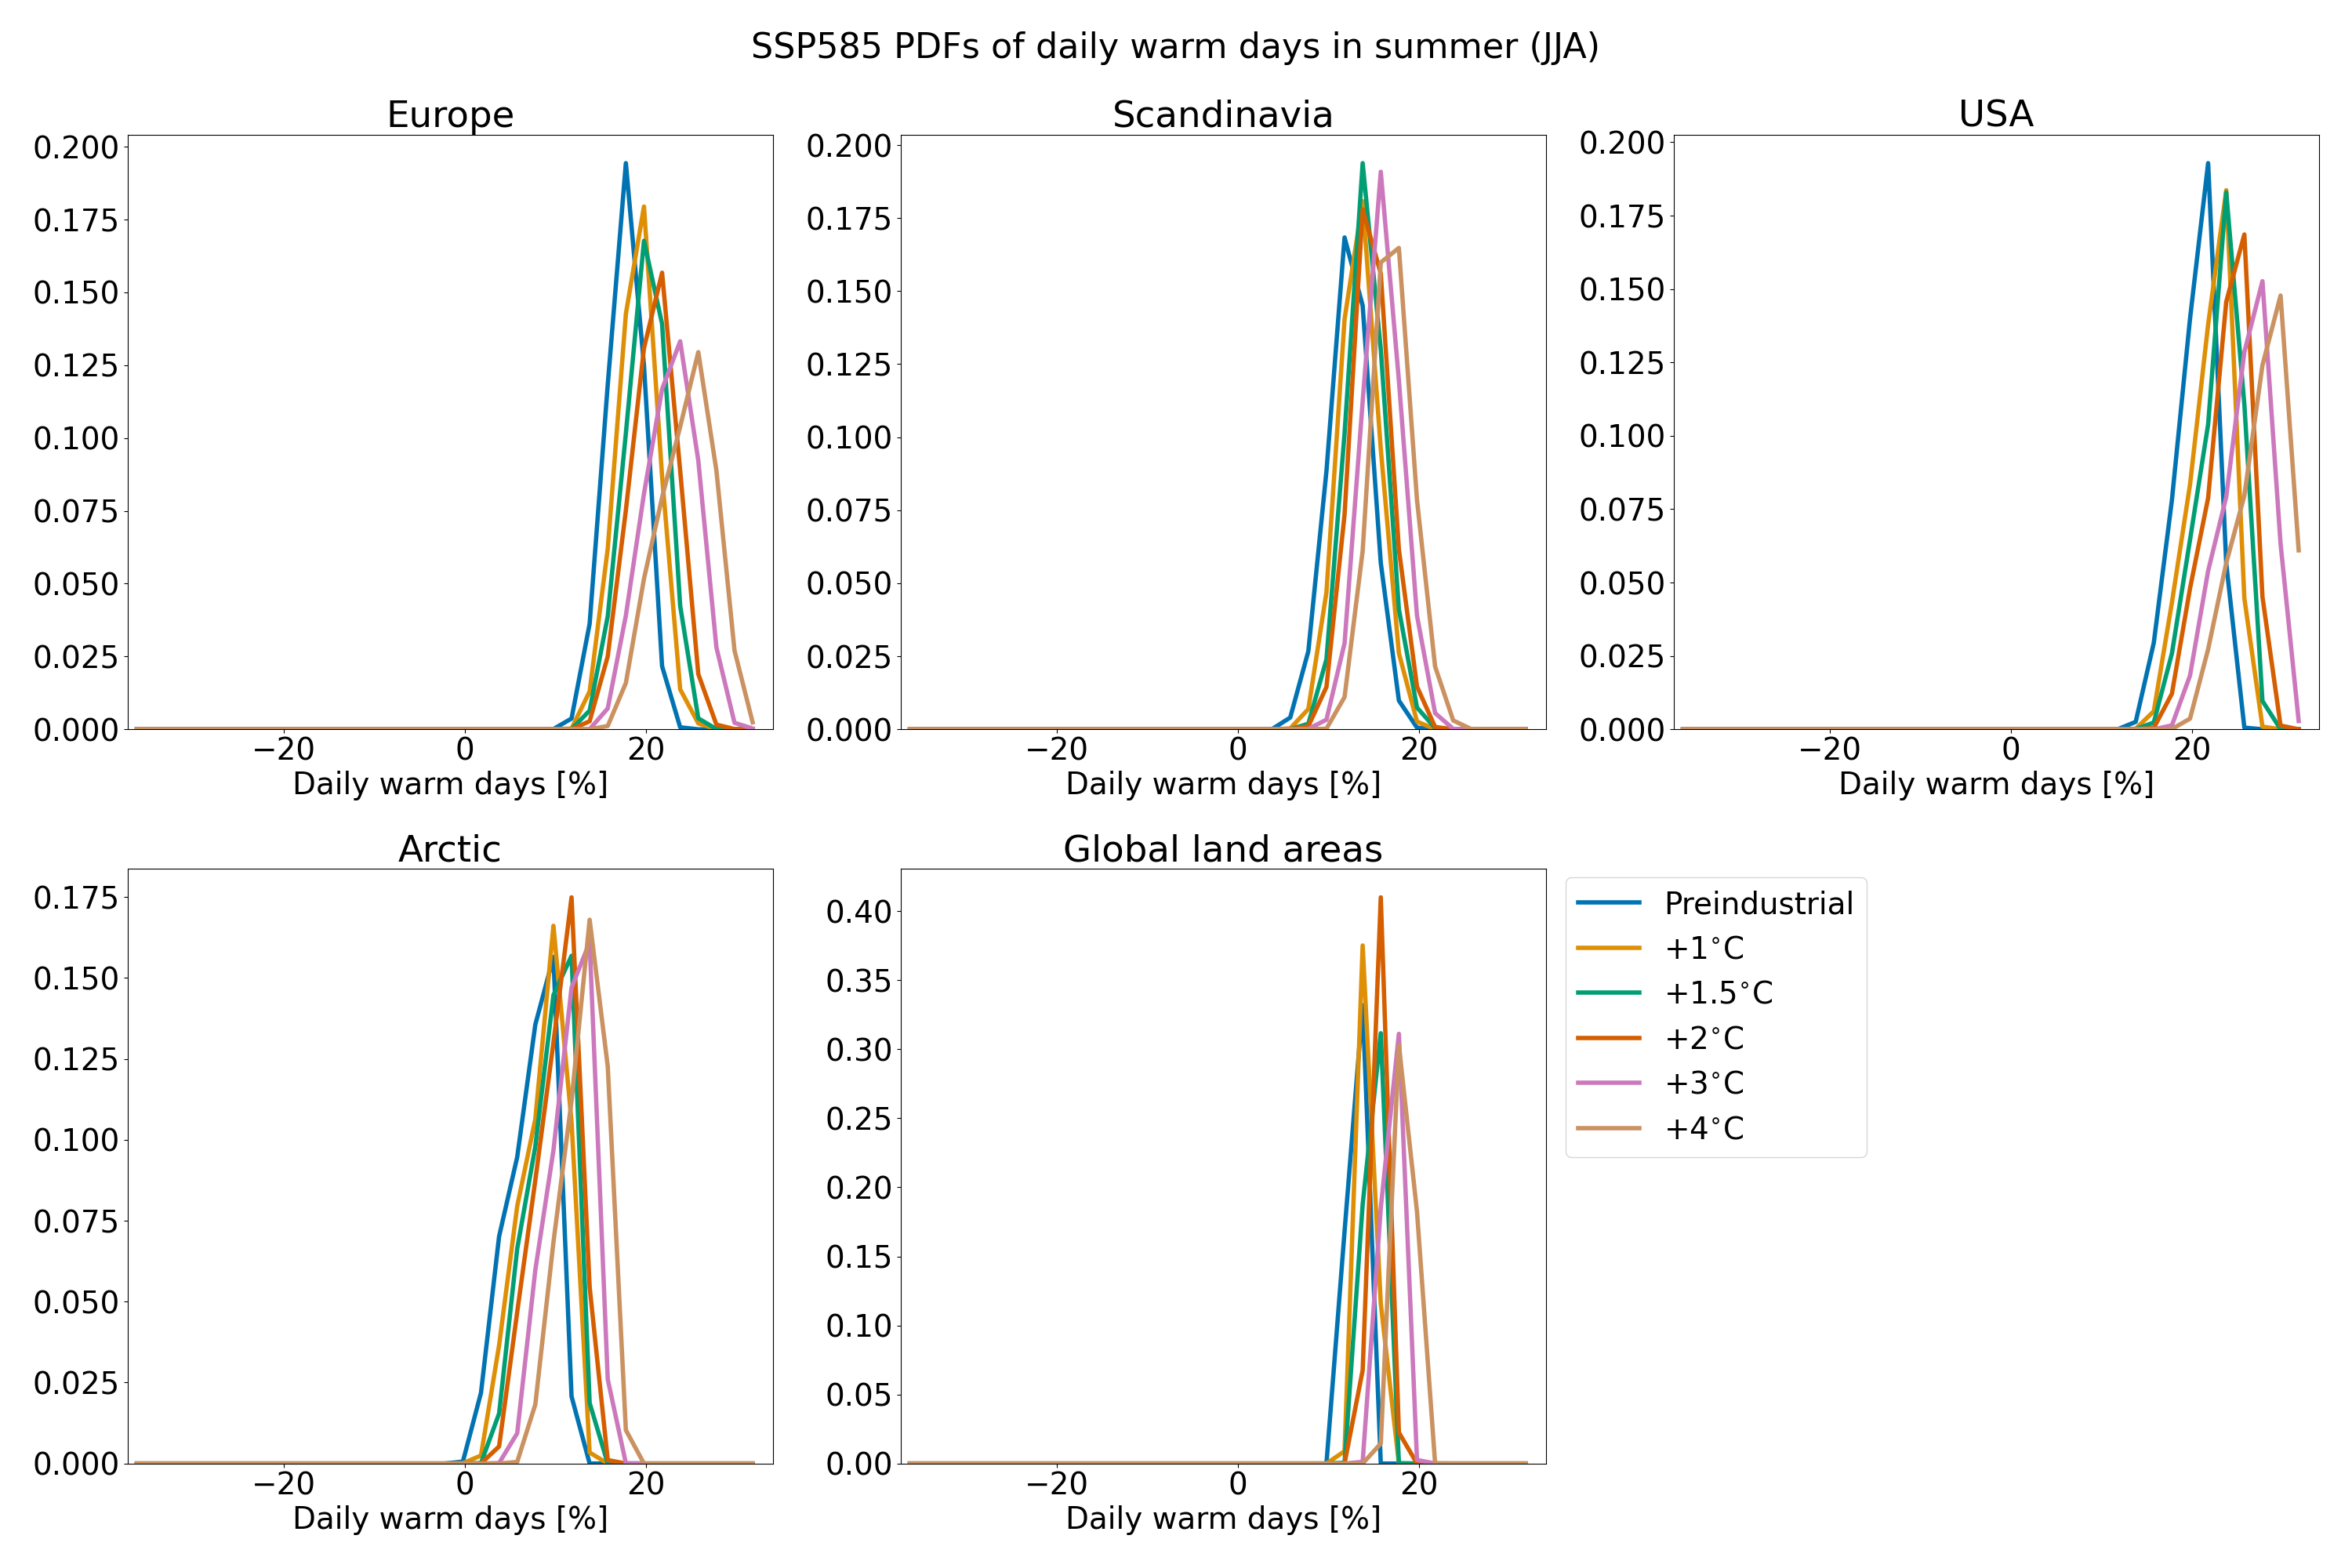 SSP585 PDFs of daily warm days in summer (JJA)
Europe
0.200
0.175
0.150
0.125
0.100
0.075
0.050
0.025
0.000
−20 0 20
Daily warm days [%]
Scandinavia
0.200
0.175
0.150
0.125
0.100
0.075
0.050
0.025
0.000
−20 0 20
Daily warm days [%]
USA
0.200
0.175
0.150
0.125
0.100
0.075
0.050
0.025
0.000
−20 0 20
Daily warm days [%]
Arctic
0.175
0.150
0.125
0.100
0.075
0.050
0.025
0.000
−20 0 20
Daily warm days [%]
Global land areas
0.40
0.35
0.30
0.25
0.20
0.15
0.10
0.05
0.00
−20 0 20
Daily warm days [%]
Preindustrial
+1°C
+1.5°C
+2°C
+3°C
+4°C